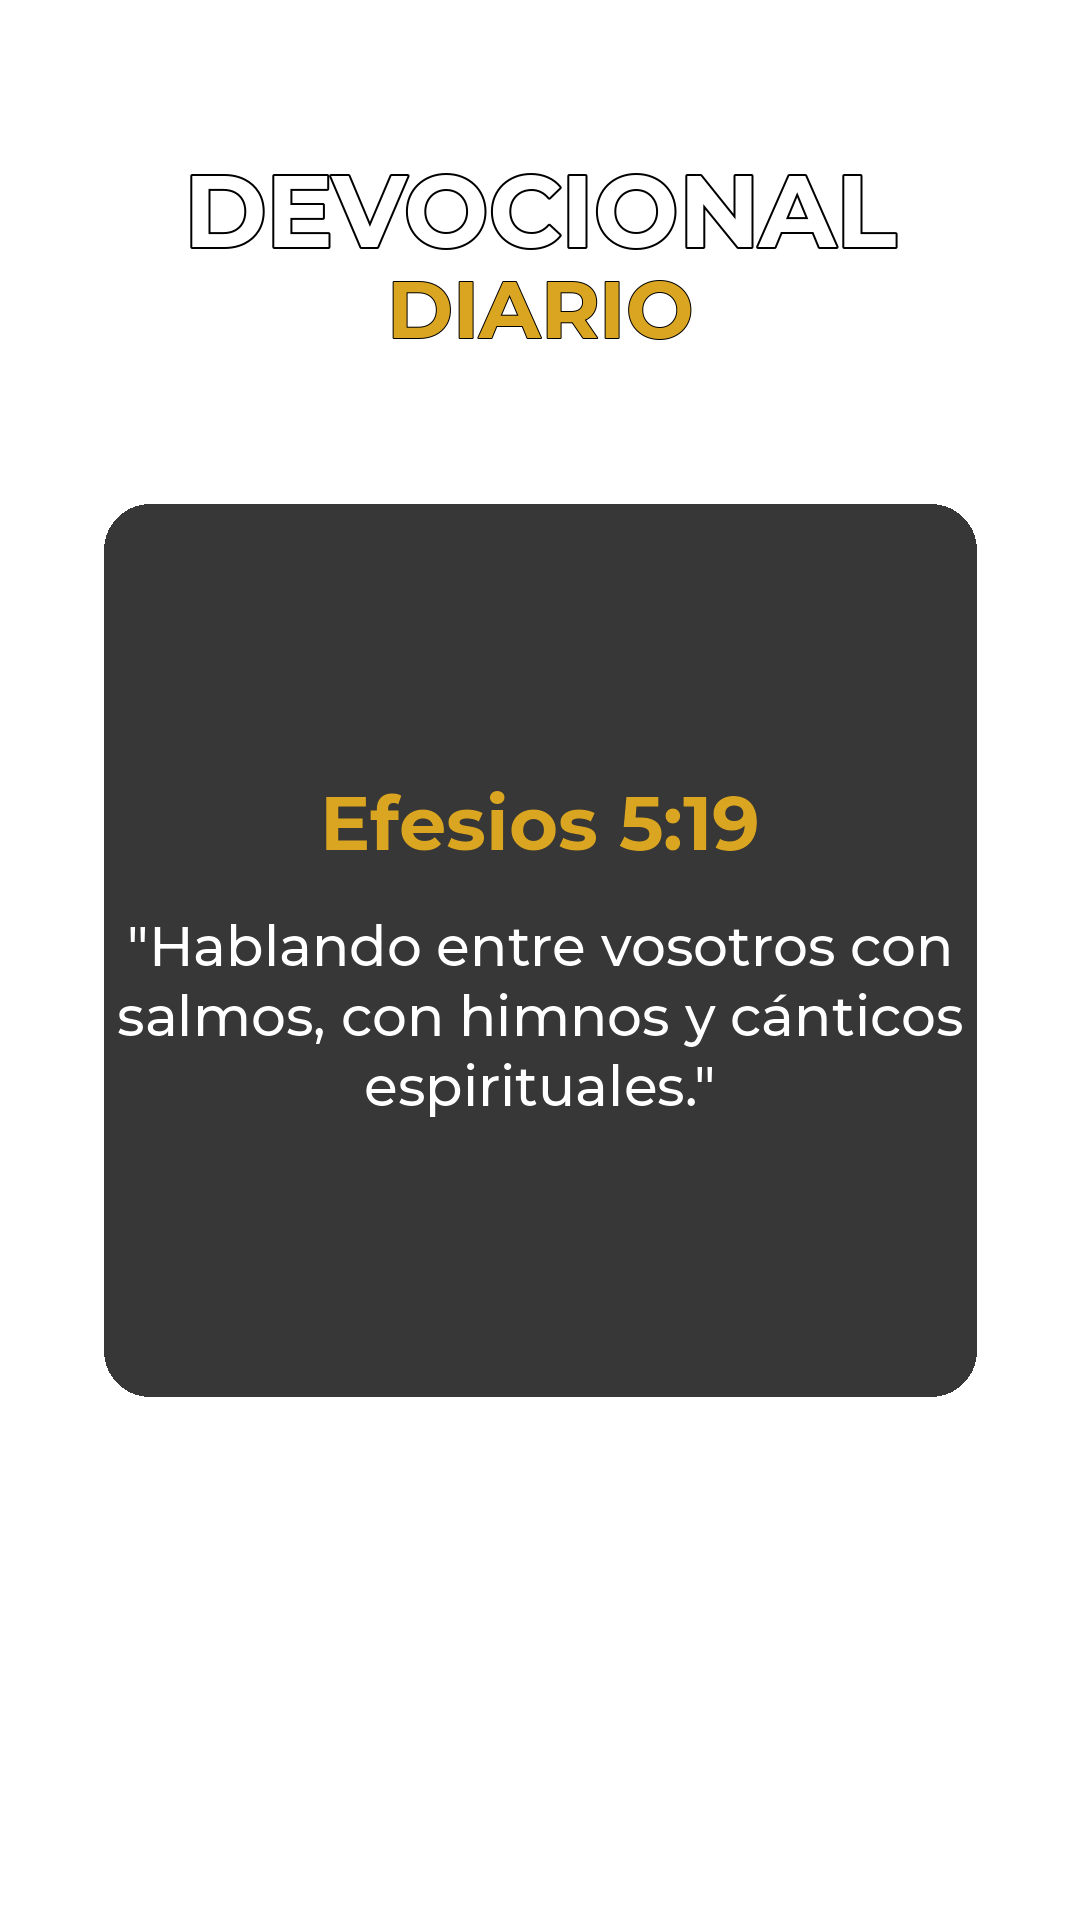 DEVOCIONAL
DIARIO
Efesios 5:19
"Hablando entre vosotros con
salmos, con himnos y cánticos
espirituales."